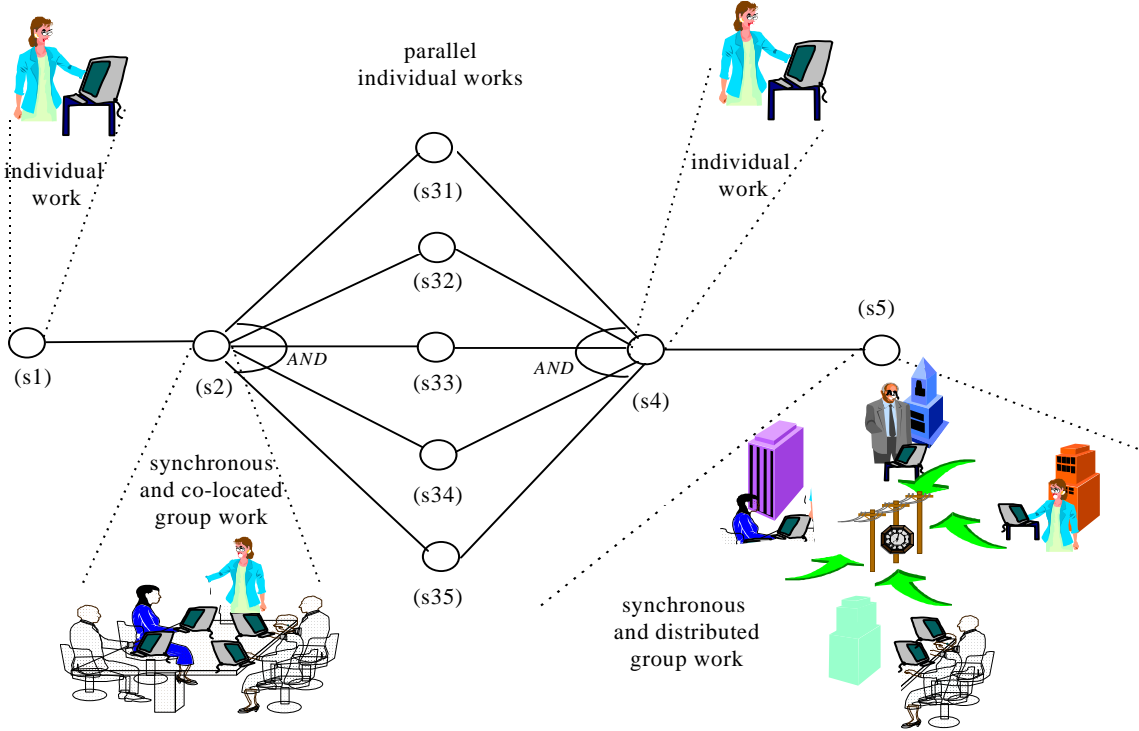 parallel
individual works
individual
work
(s31)
individual
work
(s32)
(s5)
(s1)
(s2)
AND
(s33)
AND
(s4)
synchronous
and co-located
group work
(s34)
(s35)
synchronous
and distributed
group work